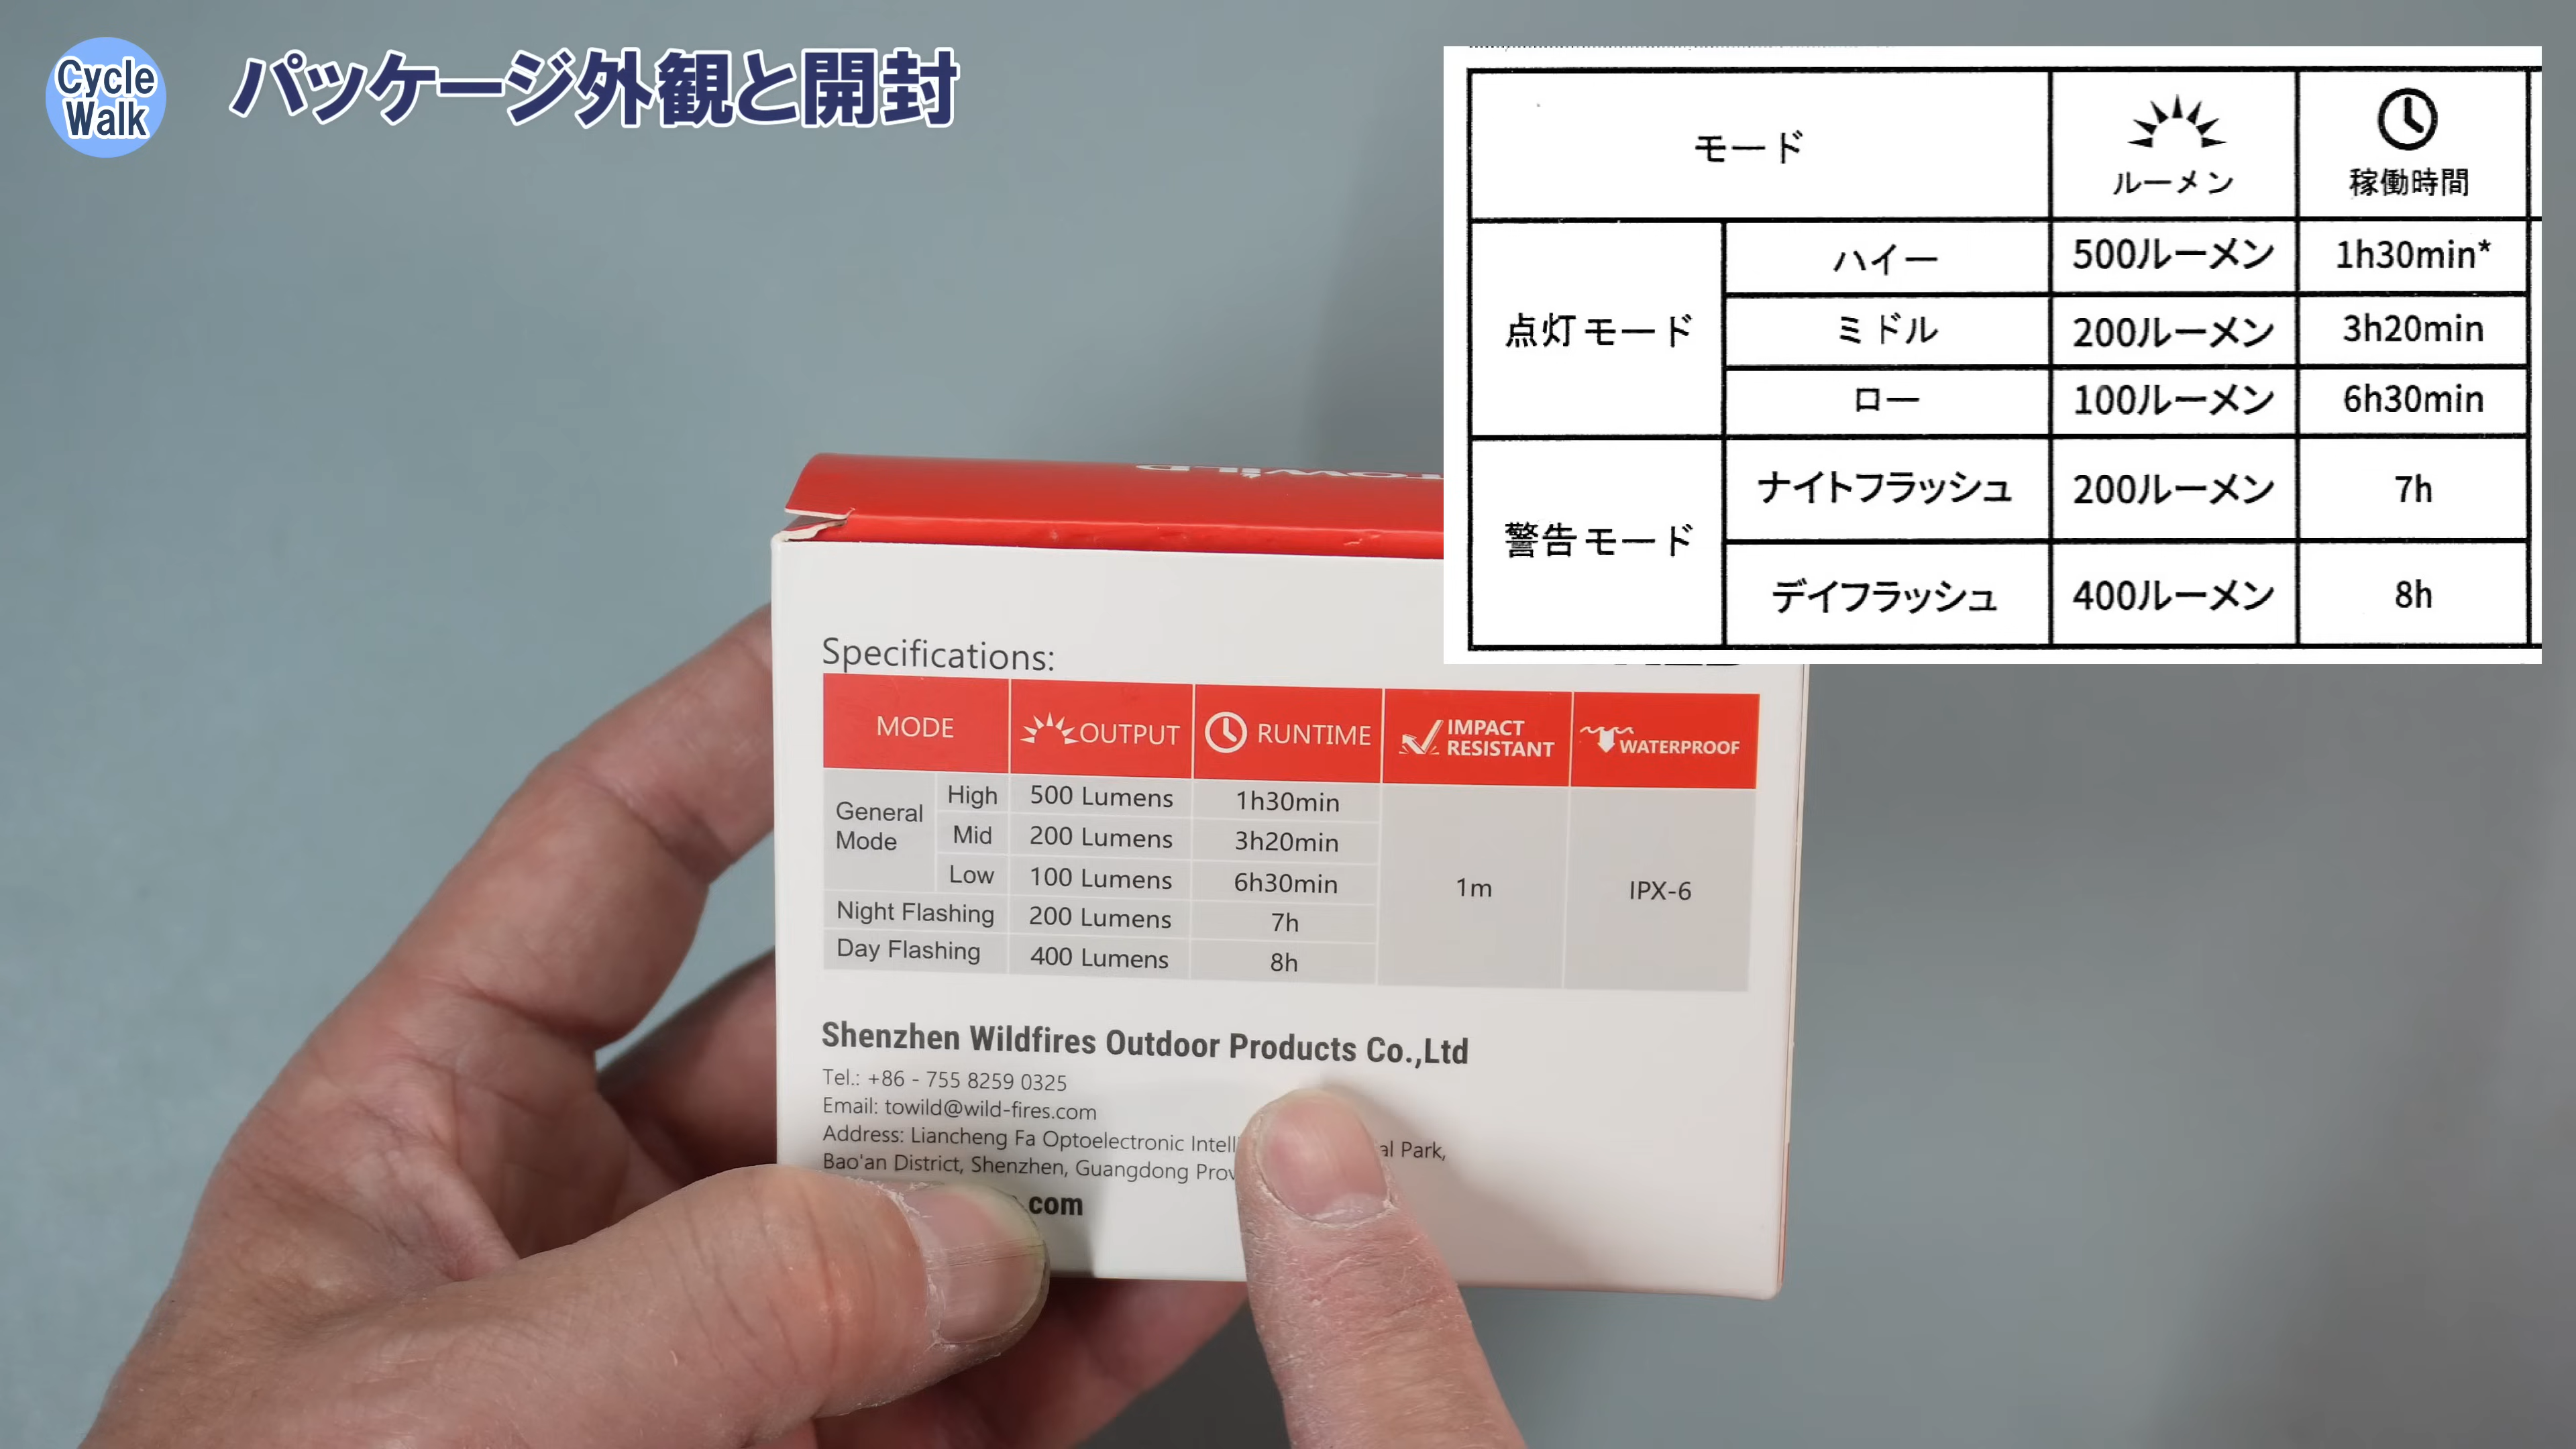 Cycle
Walk
パッケージ外観と開封
モード
ルーメン
稼働時間
点灯モード
ハイー
500ルーメン
1h30min*
ミドル
200ルーメン
3h20min
ロー
100ルーメン
6h30min
警告モード
ナイトフラッシュ
200ルーメン
7h
デイフラッシュ
400ルーメン
8h
TOWiLD
Specifications:
MODE
OUTPUT
RUNTIME
IMPACT
RESISTANT
WATERPROOF
General
Mode
High
500 Lumens
1h30min
Mid
200 Lumens
3h20min
Low
100 Lumens
6h30min
Night Flashing
200 Lumens
7h
Day Flashing
400 Lumens
8h
1m
IPX-6
Shenzhen Wildfires Outdoor Products Co.,Ltd
Tel.: +86 - 755 8259 0325
Email: towild@wild-fires.com
Address: Liancheng Fa Optoelectronic Park,
Bao'an District, Shenzhen, Guangdong
com